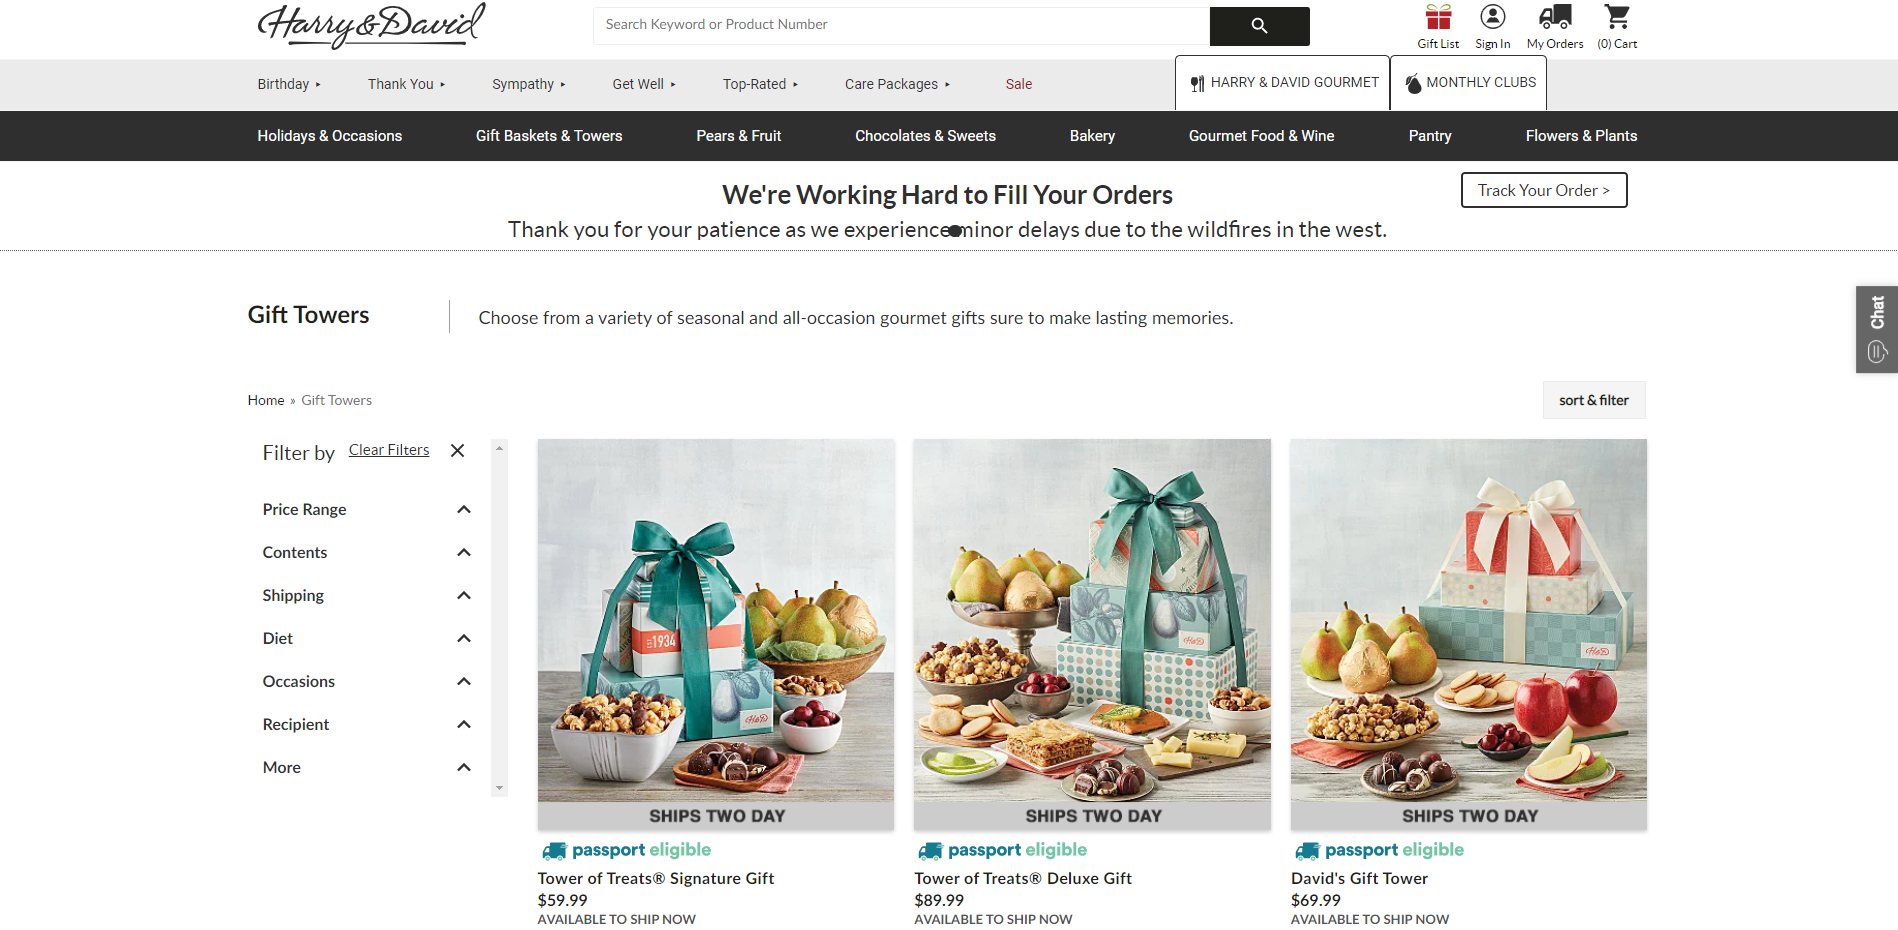 Harry & David
Search Keyword or Product Number
Gift List
Sign In
My Orders
(0) Cart
Birthday
Thank You
Sympathy
Get Well
Top-Rated
Care Packages
Sale
HARRY & DAVID GOURMET
MONTHLY CLUBS
Holidays & Occasions
Gift Baskets & Towers
Pears & Fruit
Chocolates & Sweets
Bakery
Gourmet Food & Wine
Pantry
Flowers & Plants
We're Working Hard to Fill Your Orders
Track Your Order >
Thank you for your patience as we experience minor delays due to the wildfires in the west.
Chat
Gift Towers
Choose from a variety of seasonal and all-occasion gourmet gifts sure to make lasting memories.
Home » Gift Towers
sort & filter
Filter by
Clear Filters
Price Range
Contents
Shipping
Diet
Occasions
Recipient
More
1934
H&D
H&D
H&D
SHIPS TWO DAY
SHIPS TWO DAY
SHIPS TWO DAY
passport eligible
passport eligible
passport eligible
Tower of Treats® Signature Gift
$59.99
AVAILABLE TO SHIP NOW
Tower of Treats® Deluxe Gift
$89.99
AVAILABLE TO SHIP NOW
David's Gift Tower
$69.99
AVAILABLE TO SHIP NOW